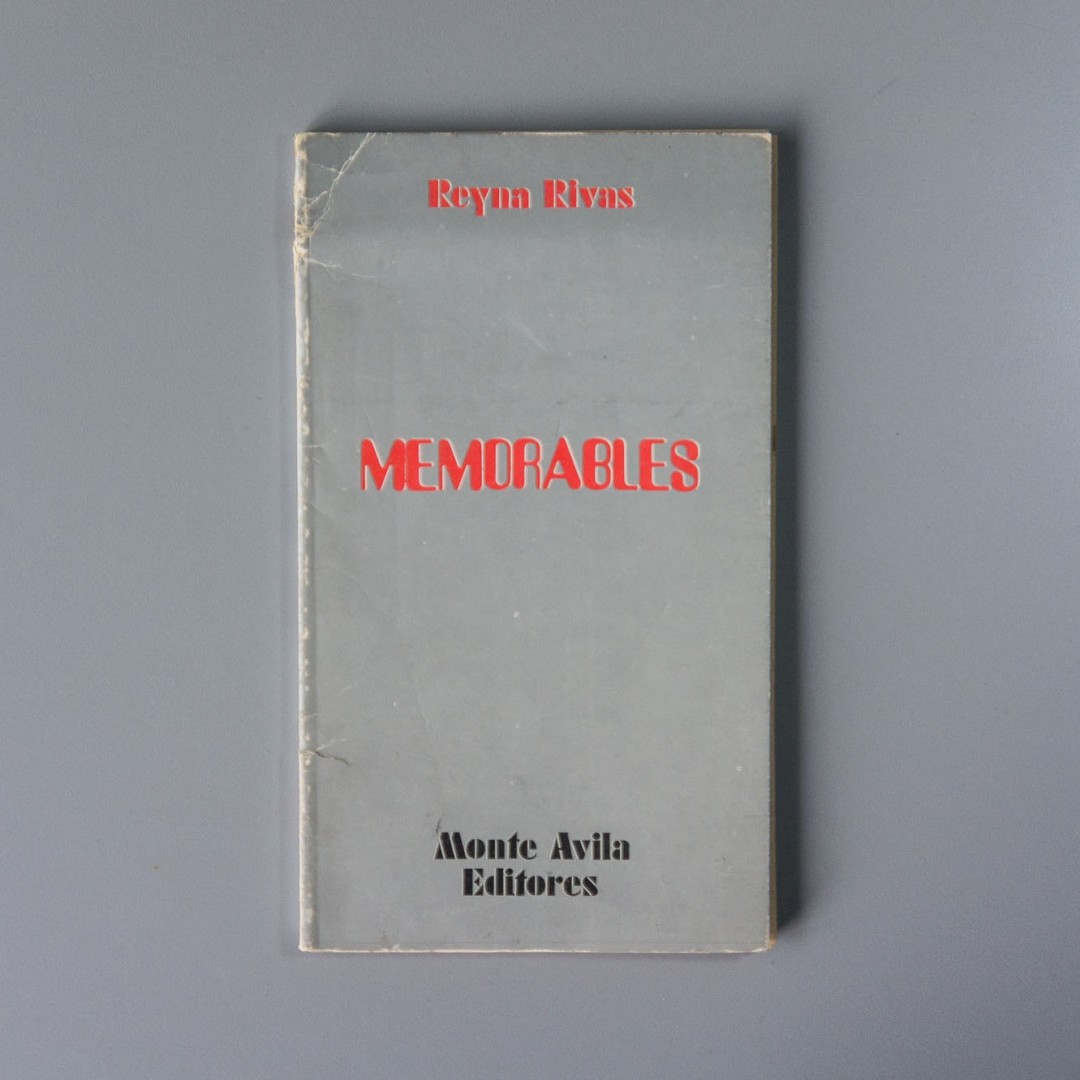 Reyna Rivas
MEMORABLES
Monte Avila
Editores